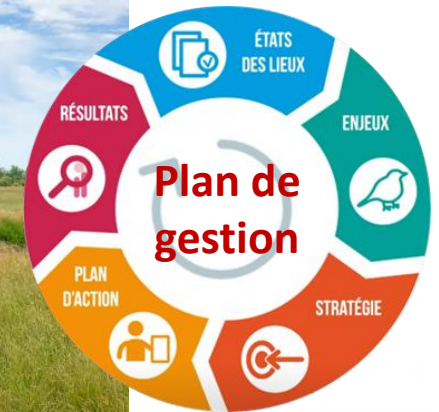 ÉTATS
DES LIEUX
ENJEUX
STRATÉGIE
PLAN
D'ACTION
RÉSULTATS
Plan de
gestion